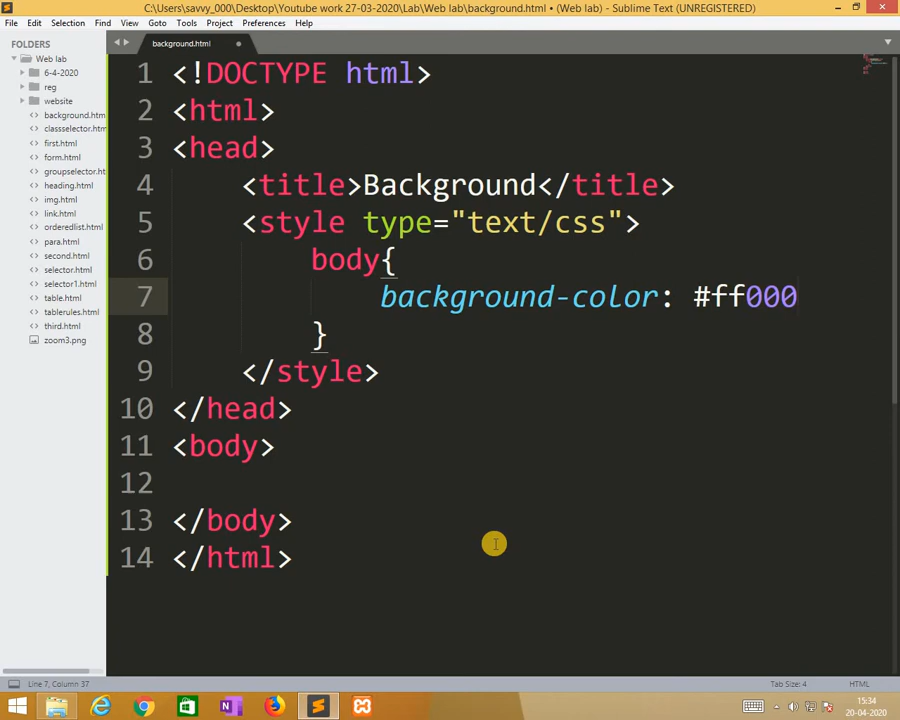 C:\Users\savvy_000\Desktop\Youtube work 27-03-2020\Lab\Web lab\background.html • (Web lab) - Sublime Text (UNREGISTERED)
File Edit Selection Find View Goto Tools Project Preferences Help
FOLDERS
Web lab
6-4-2020
reg
website
background.htm
classselector.htm
first.html
form.html
groupselector.ht
heading.html
img.html
link.html
orderedlist.html
para.html
second.html
selector.html
selector1.html
table.html
tablerules.html
third.html
zoom3.png
background.html
1 <!DOCTYPE html>
2 <html>
3 <head>
4 <title>Background</title>
5 <style type="text/css">
6 body{
7 background-color: #ff000
8 }
9 </style>
10 </head>
11 <body>
12
13 </body>
14 </html>
Line 7, Column 37
Tab Size: 4
HTML
15:34
20-04-2020